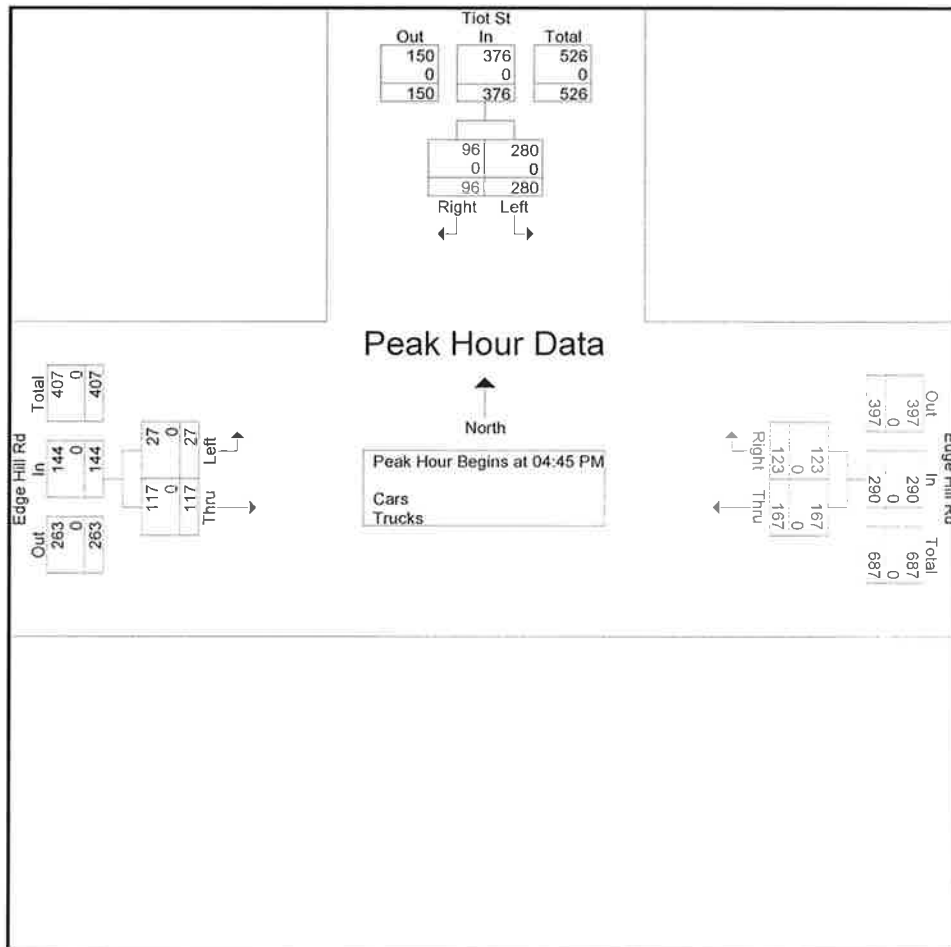 Tiot St
Out In Total
150 376 526
0 0 0
150 376 526
96 280
0 0
96 280
Right Left
Peak Hour Data
North
Peak Hour Begins at 04:45 PM
Cars
Trucks
Edge Hill Rd
Out In Total
263 144 407
0 0 0
263 144 407
117 27
0 0
117 27
Thru Left
Edge Hill Rd
Out In Total
397 290 687
0 0 0
397 290 687
123 167
0 0
123 167
Right Thru